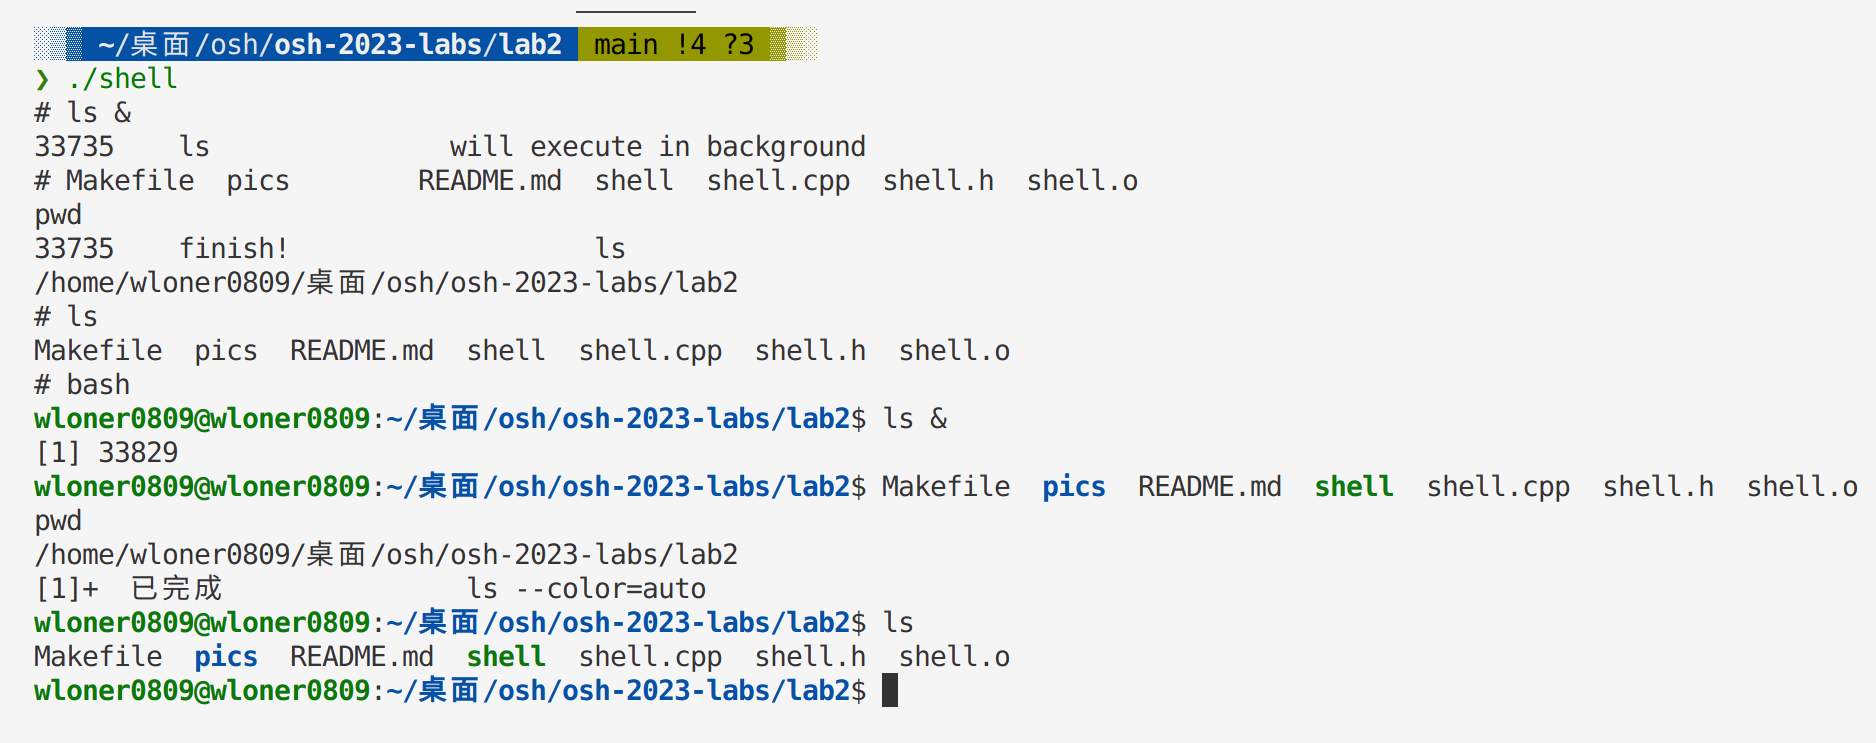 ~/桌面/osh/osh-2023-labs/lab2 main !4 ?3
❯ ./shell
# ls &
33735    ls               will execute in background
# Makefile  pics        README.md  shell  shell.cpp  shell.h  shell.o
pwd
33735    finish!                   ls
/home/wloner0809/桌面/osh/osh-2023-labs/lab2
# ls
Makefile  pics  README.md  shell  shell.cpp  shell.h  shell.o
# bash
wloner0809@wloner0809:~/桌面/osh/osh-2023-labs/lab2$ ls &
[1] 33829
wloner0809@wloner0809:~/桌面/osh/osh-2023-labs/lab2$ Makefile  pics  README.md  shell  shell.cpp  shell.h  shell.o
pwd
/home/wloner0809/桌面/osh/osh-2023-labs/lab2
[1]+  已完成               ls --color=auto
wloner0809@wloner0809:~/桌面/osh/osh-2023-labs/lab2$ ls
Makefile  pics  README.md  shell  shell.cpp  shell.h  shell.o
wloner0809@wloner0809:~/桌面/osh/osh-2023-labs/lab2$